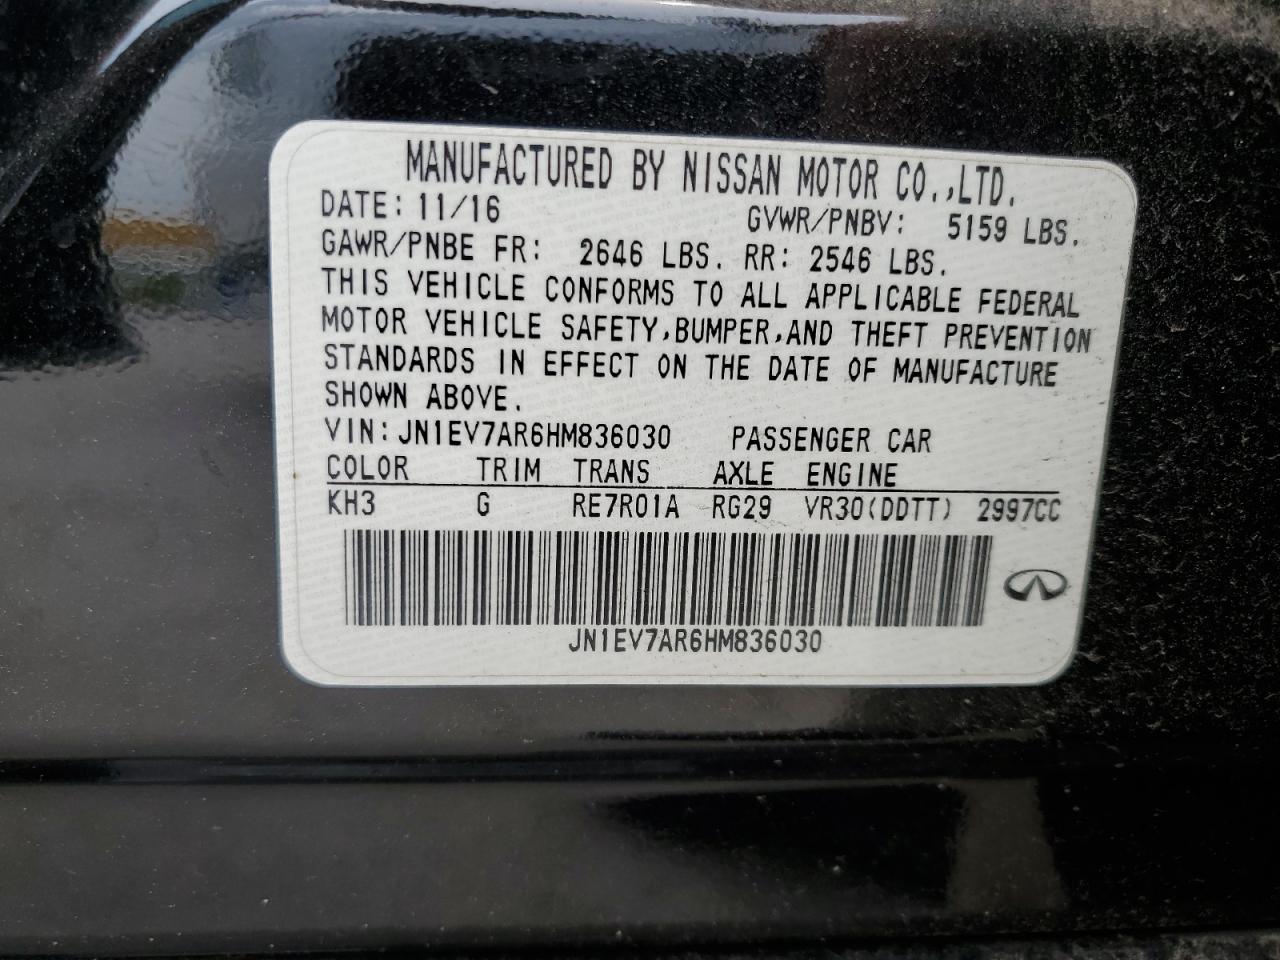 MANUFACTURED BY NISSAN MOTOR CO.,LTD.
DATE: 11/16 GVWR/PNBV: 5159 LBS.
GAWR/PNBE FR: 2646 LBS. RR: 2546 LBS.
THIS VEHICLE CONFORMS TO ALL APPLICABLE FEDERAL
MOTOR VEHICLE SAFETY,BUMPER,AND THEFT PREVENTION
STANDARDS IN EFFECT ON THE DATE OF MANUFACTURE
SHOWN ABOVE.
VIN:JN1EV7AR6HM836030 PASSENGER CAR
COLOR TRIM TRANS AXLE ENGINE
KH3 G RE7R01A RG29 VR30(DDTT) 2997CC
JN1EV7AR6HM836030